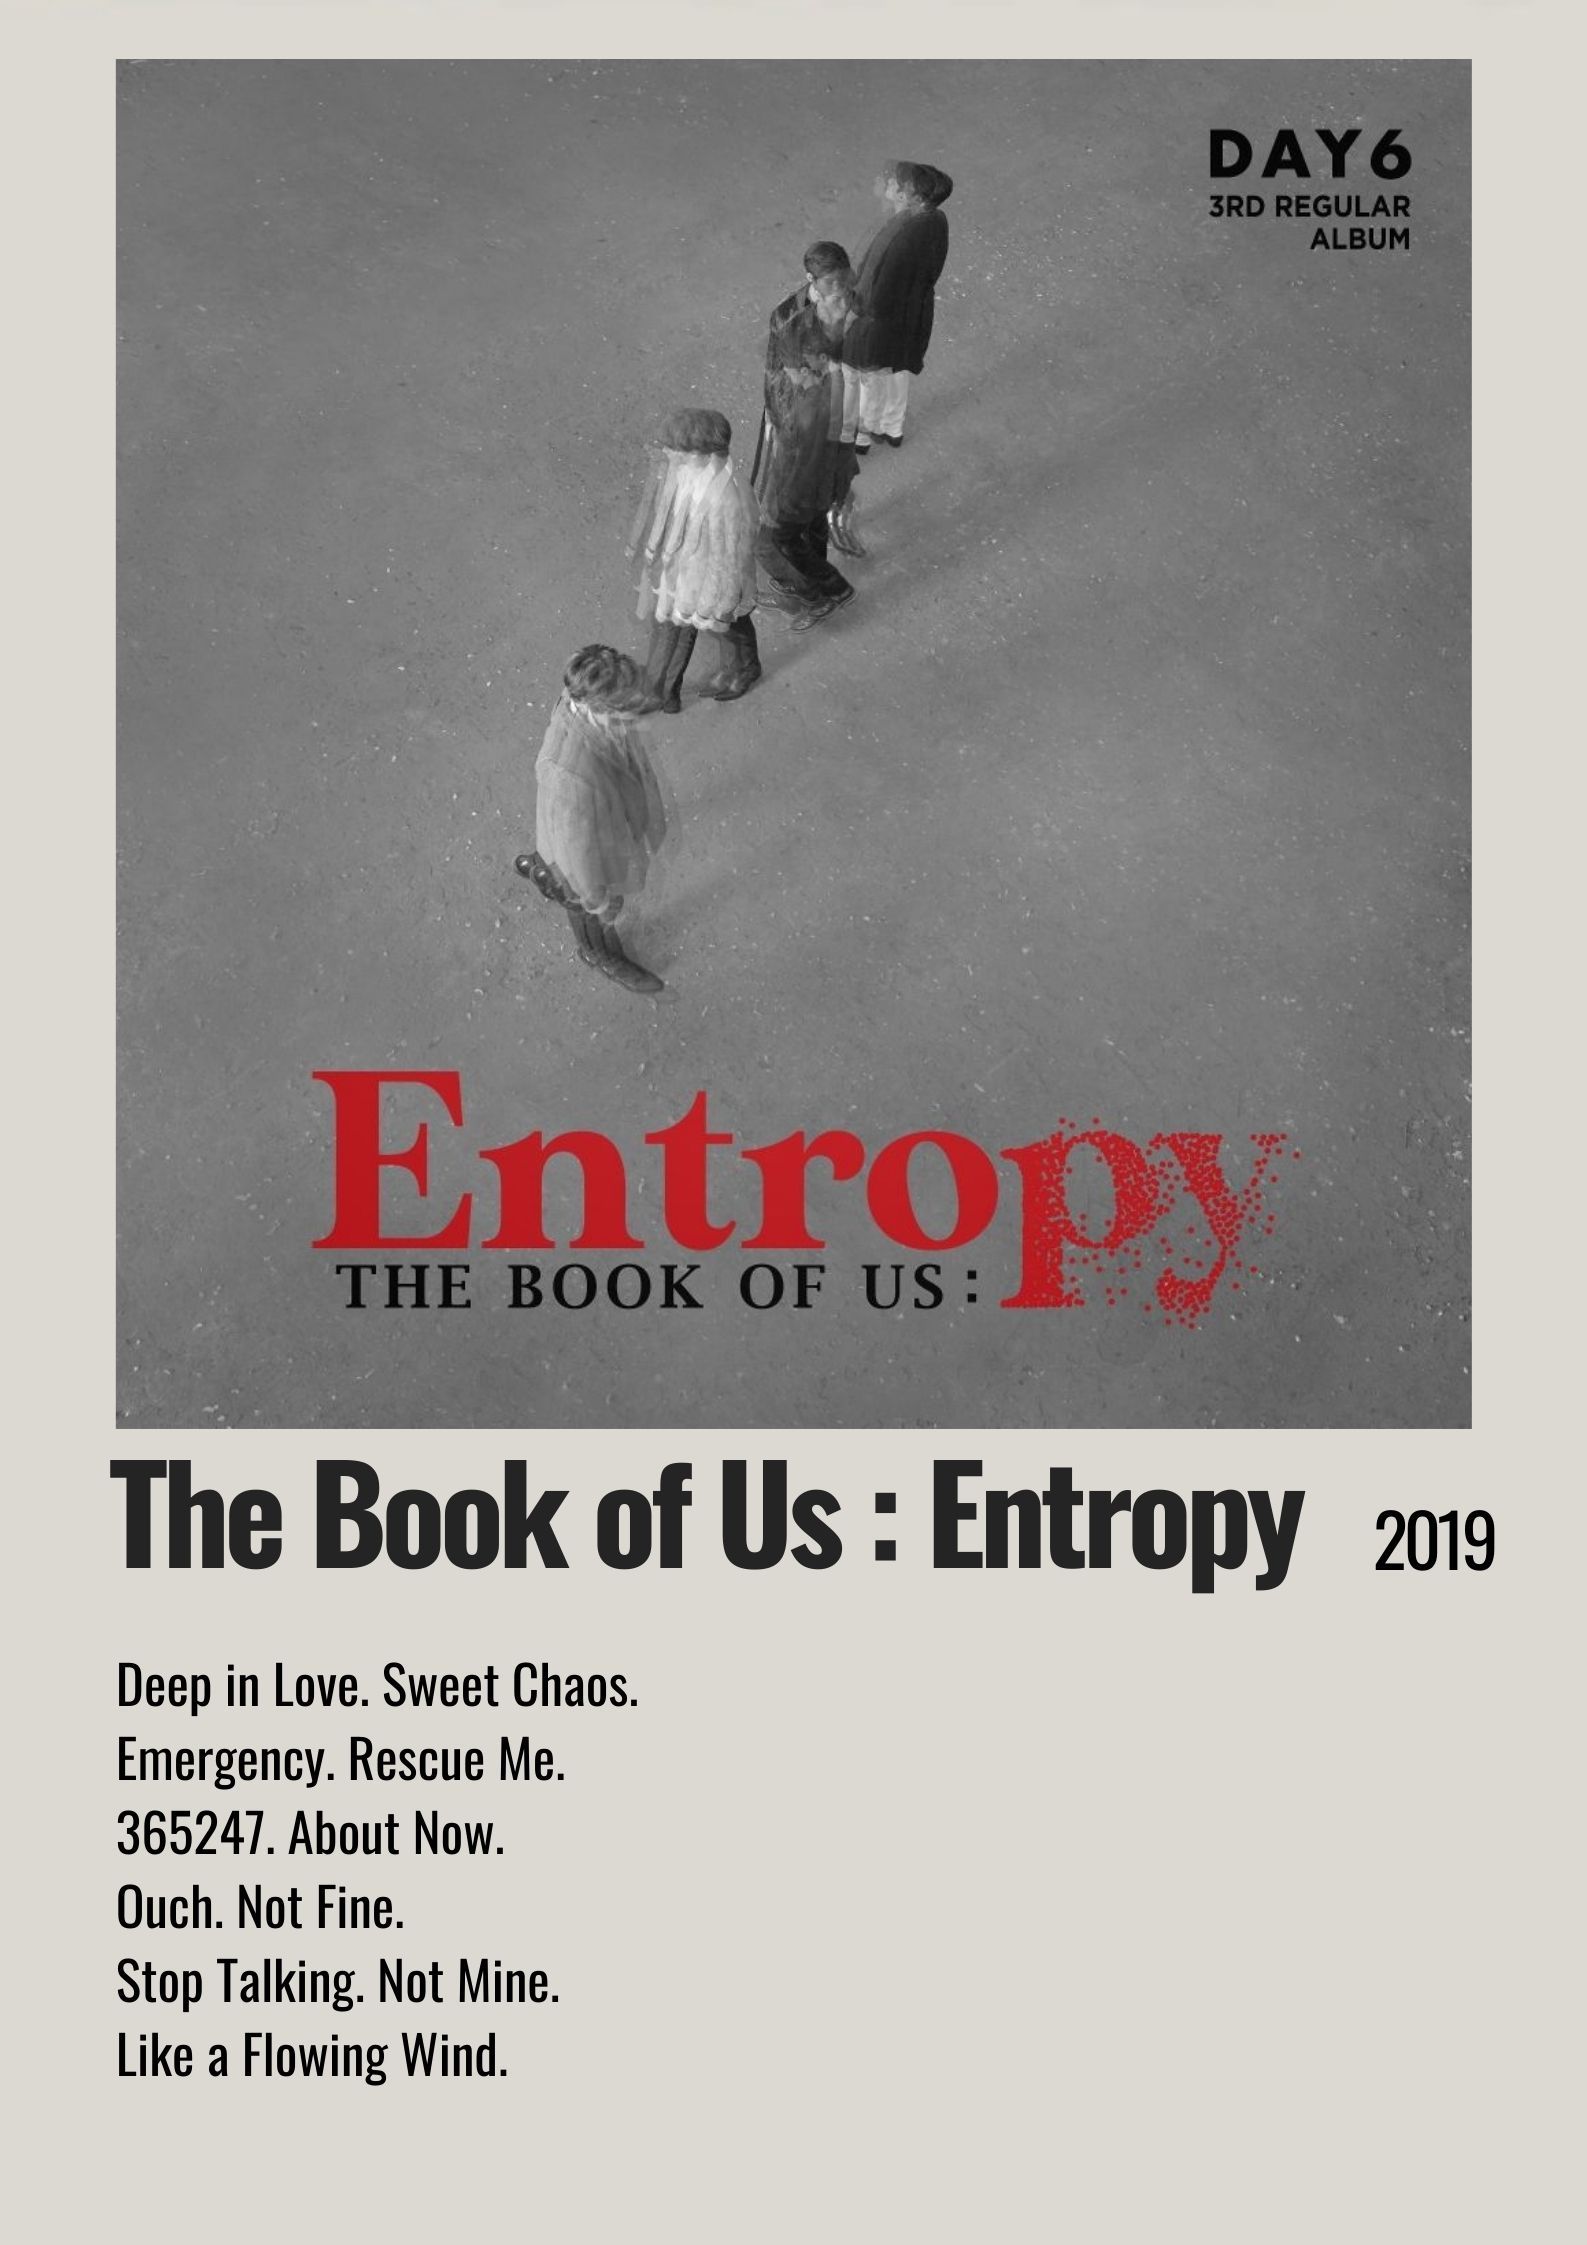 DAY6
3RD REGULAR
ALBUM
Entropy
THE BOOK OF US :
The Book of Us : Entropy 2019
Deep in Love. Sweet Chaos.
Emergency. Rescue Me.
365247. About Now.
Ouch. Not Fine.
Stop Talking. Not Mine.
Like a Flowing Wind.